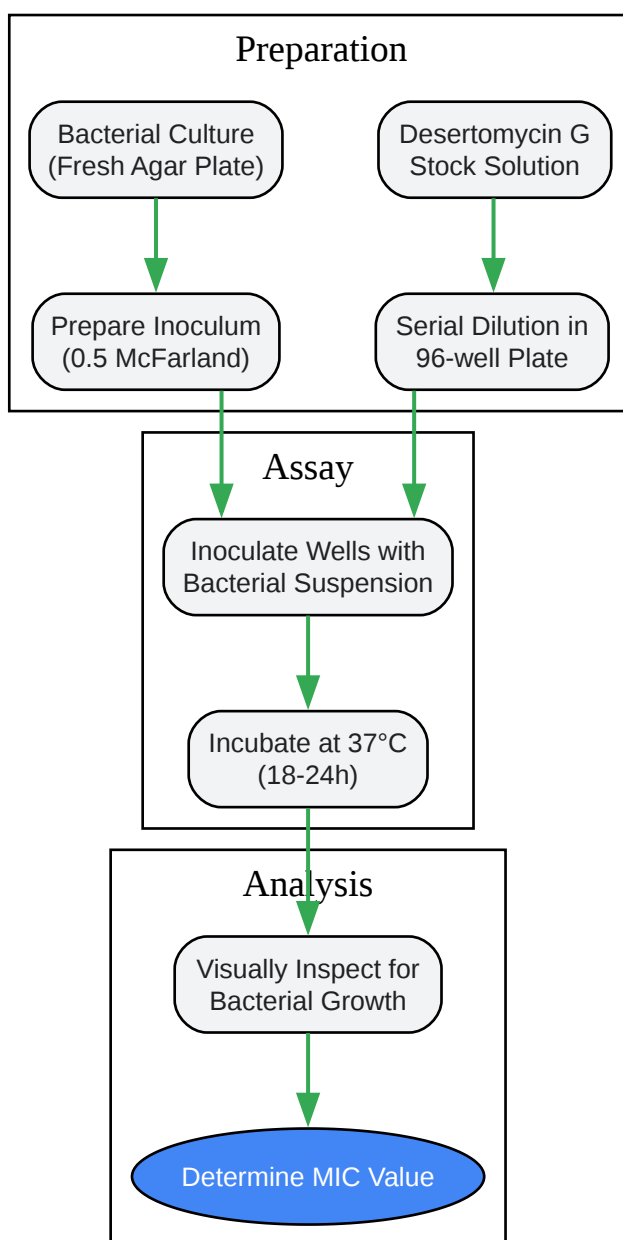 Preparation
Bacterial Culture
(Fresh Agar Plate)
Desertomycin G
Stock Solution
Prepare Inoculum
(0.5 McFarland)
Serial Dilution in
96-well Plate
Assay
Inoculate Wells with
Bacterial Suspension
Incubate at 37°C
(18-24h)
Analysis
Visually Inspect for
Bacterial Growth
Determine MIC Value